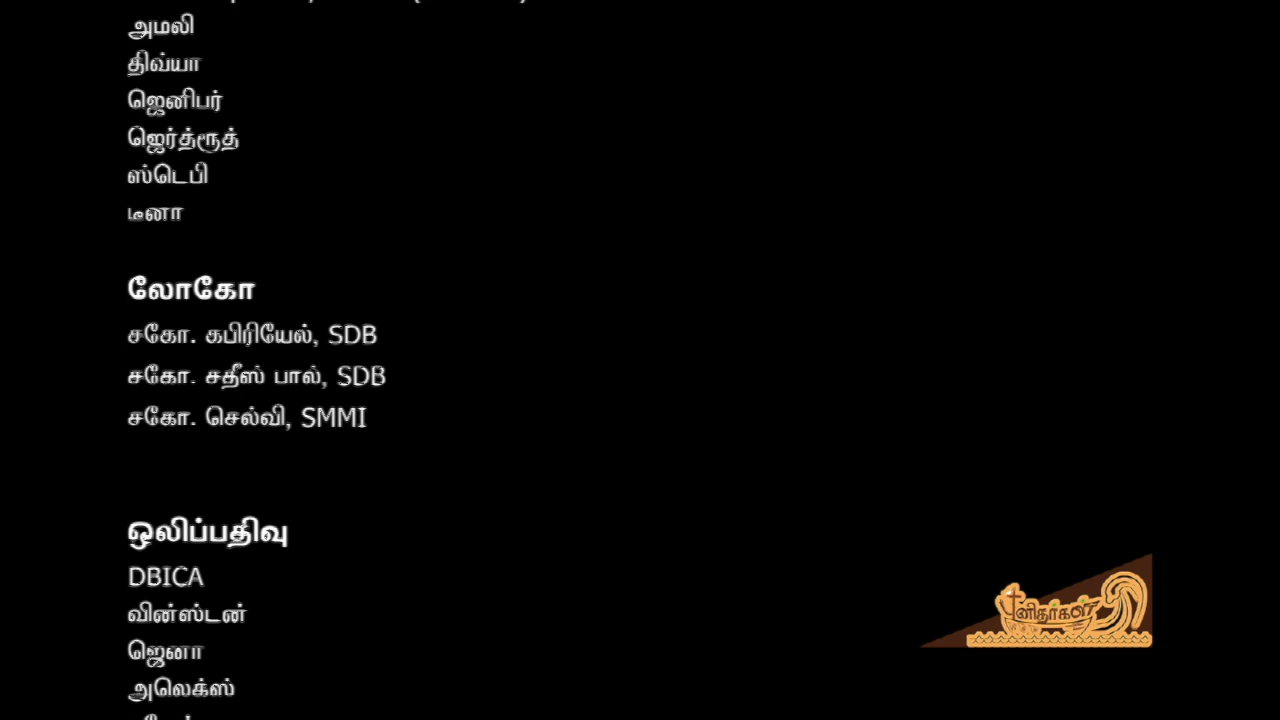 அமலி
திவ்யா
ஜெனிபர்
ஜெர்த்ரூத்
ஸ்டெபி
டீனா
லோகோ
சகோ. கபிரியேல், SDB
சகோ. சதீஸ் பால், SDB
சகோ. செல்வி, SMMI
ஒலிப்பதிவு
DBICA
வின்ஸ்டன்
ஜெனா
அலெக்ஸ்